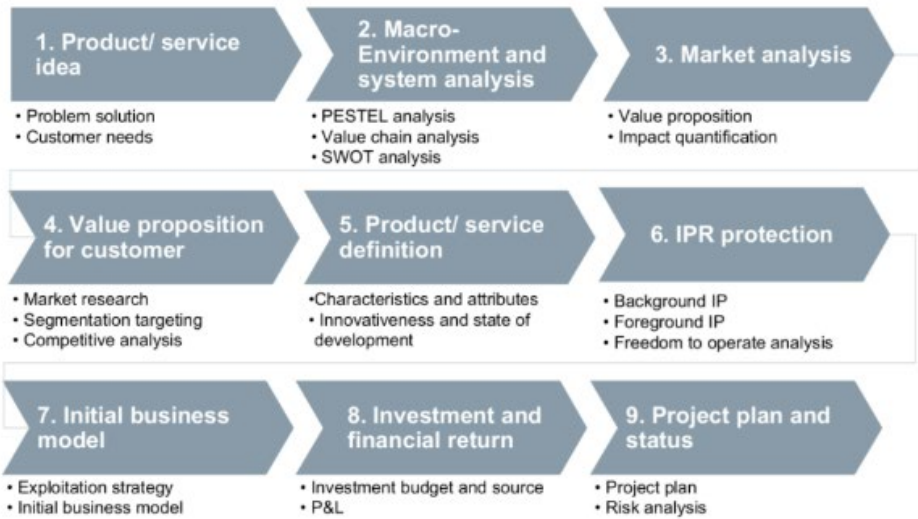 1. Product/ service
idea
• Problem solution
• Customer needs
2. Macro-
Environment and
system analysis
• PESTEL analysis
• Value chain analysis
• SWOT analysis
3. Market analysis
• Value proposition
• Impact quantification
4. Value proposition
for customer
• Market research
• Segmentation targeting
• Competitive analysis
5. Product/ service
definition
•Characteristics and attributes
• Innovativeness and state of
development
6. IPR protection
• Background IP
• Foreground IP
• Freedom to operate analysis
7. Initial business
model
• Exploitation strategy
• Initial business model
8. Investment and
financial return
• Investment budget and source
• P&L
9. Project plan and
status
• Project plan
• Risk analysis